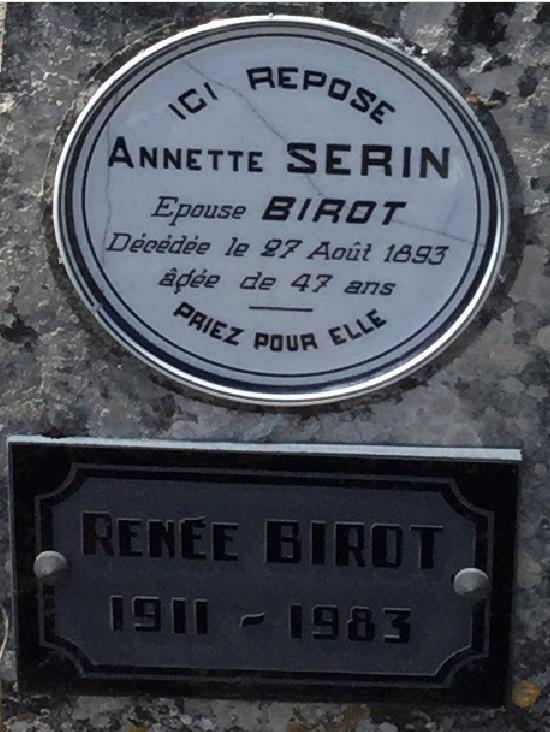 ICI REPOSE
ANNETTE SERIN
Epouse BIROT
Décédée le 27 Août 1893
âgée de 47 ans
PRIEZ POUR ELLE
RENÉE BIROT
1911 - 1983